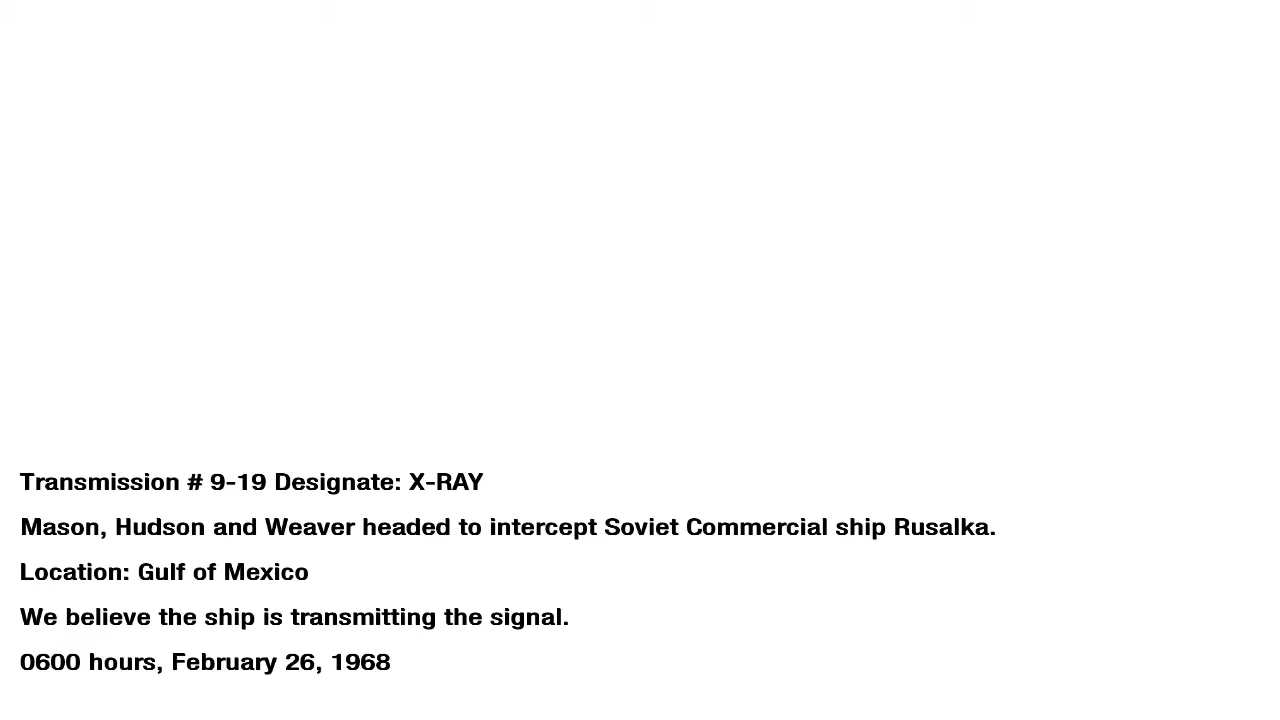 Transmission # 9-19 Designate: X-RAY
Mason, Hudson and Weaver headed to intercept Soviet Commercial ship Rusalka.
Location: Gulf of Mexico
We believe the ship is transmitting the signal.
0600 hours, February 26, 1968